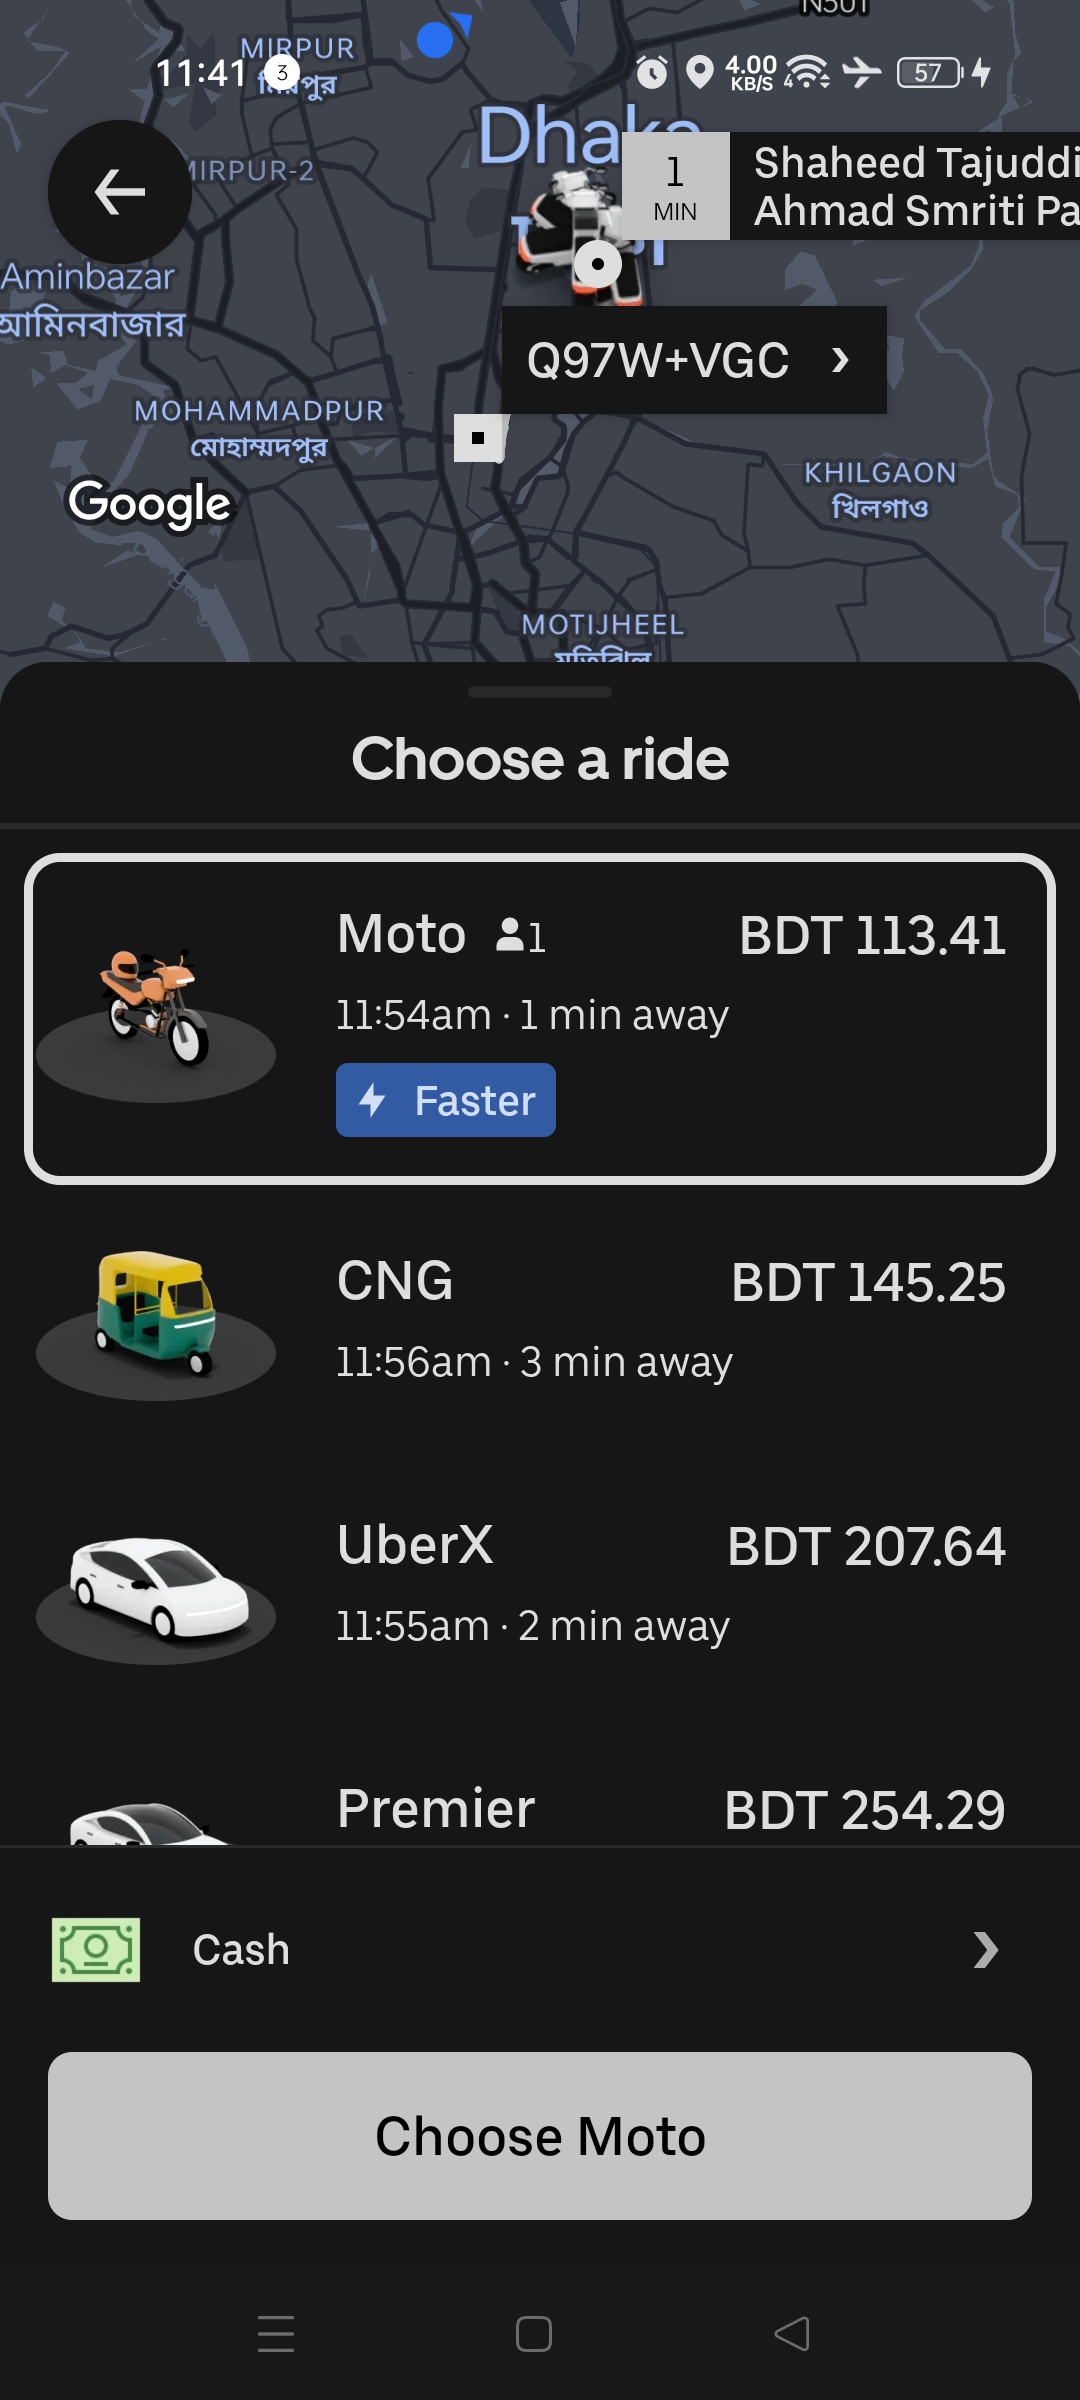 N501
MIRPUR
11:41 3
4.00
KB/S
4
57
Dhaka
MIRPUR-2
1
MIN
Shaheed Tajuddi
Ahmad Smriti Pa
Aminbazar
আমিনবাজার
Q97W+VGC
MOHAMMADPUR
মোহাম্মদপুর
KHILGAON
খিলগাও
Google
MOTIJHEEL
মতিঝিল
Choose a ride
Moto 1 BDT 113.41
11:54am · 1 min away
Faster
CNG BDT 145.25
11:56am · 3 min away
UberX BDT 207.64
11:55am · 2 min away
Premier BDT 254.29
Cash
Choose Moto